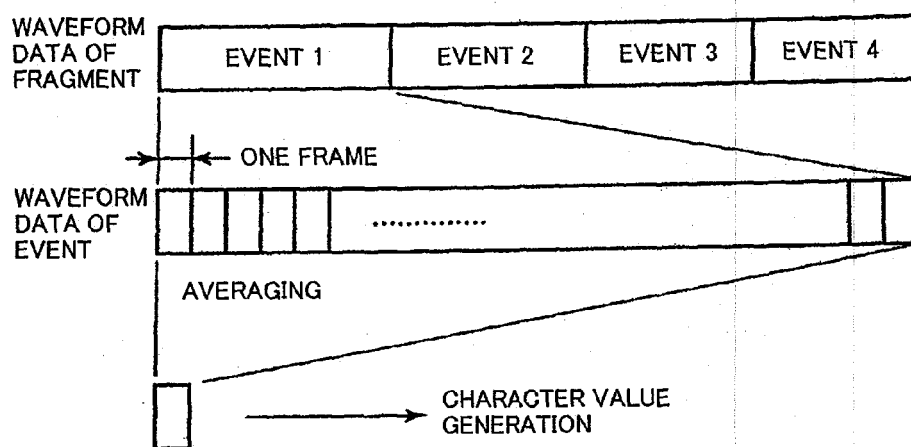 WAVEFORM
DATA OF
FRAGMENT
EVENT 1
EVENT 2
EVENT 3
EVENT 4
ONE FRAME
WAVEFORM
DATA OF
EVENT
............
AVERAGING
CHARACTER VALUE
GENERATION